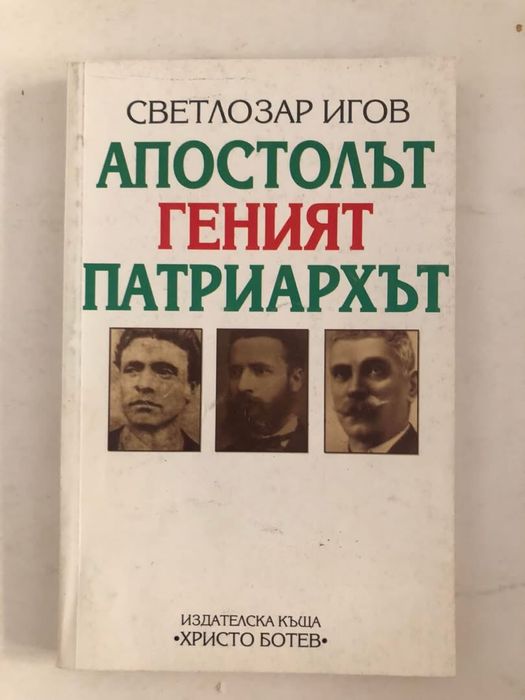 СВЕТЛОЗАР ИГОВ
АПОСТОЛЪТ
ГЕНИЯТ
ПАТРИАРХЪТ
ИЗДАТЕЛСКА КЪЩА
•ХРИСТО БОТЕВ•